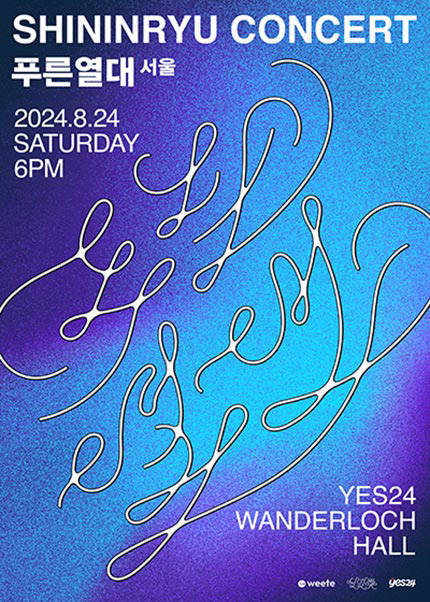 SHININRYU CONCERT
푸른열대 서울
2024.8.24
SATURDAY
6PM
YES24
WANDERLOCH
HALL
weete
yes24